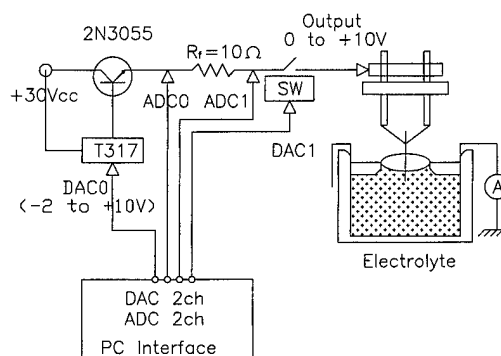 2N3055
Rf=10Ω
Output
0 to +10V
+30Vcc
ADC0
ADC1
SW
T317
DAC1
DAC0
(-2 to +10V)
A
Electrolyte
DAC 2ch
ADC 2ch
PC Interface